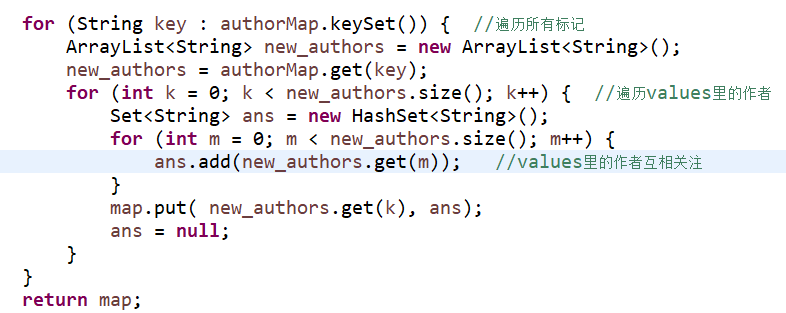 for (String key : authorMap.keySet()) {  //遍历所有标记
    ArrayList<String> new_authors = new ArrayList<String>();
    new_authors = authorMap.get(key);
    for (int k = 0; k < new_authors.size(); k++) {  //遍历values里的作者
        Set<String> ans = new HashSet<String>();
        for (int m = 0; m < new_authors.size(); m++) {
            ans.add(new_authors.get(m));   //values里的作者互相关注
        }
        map.put( new_authors.get(k), ans);
        ans = null;
    }
}
return map;